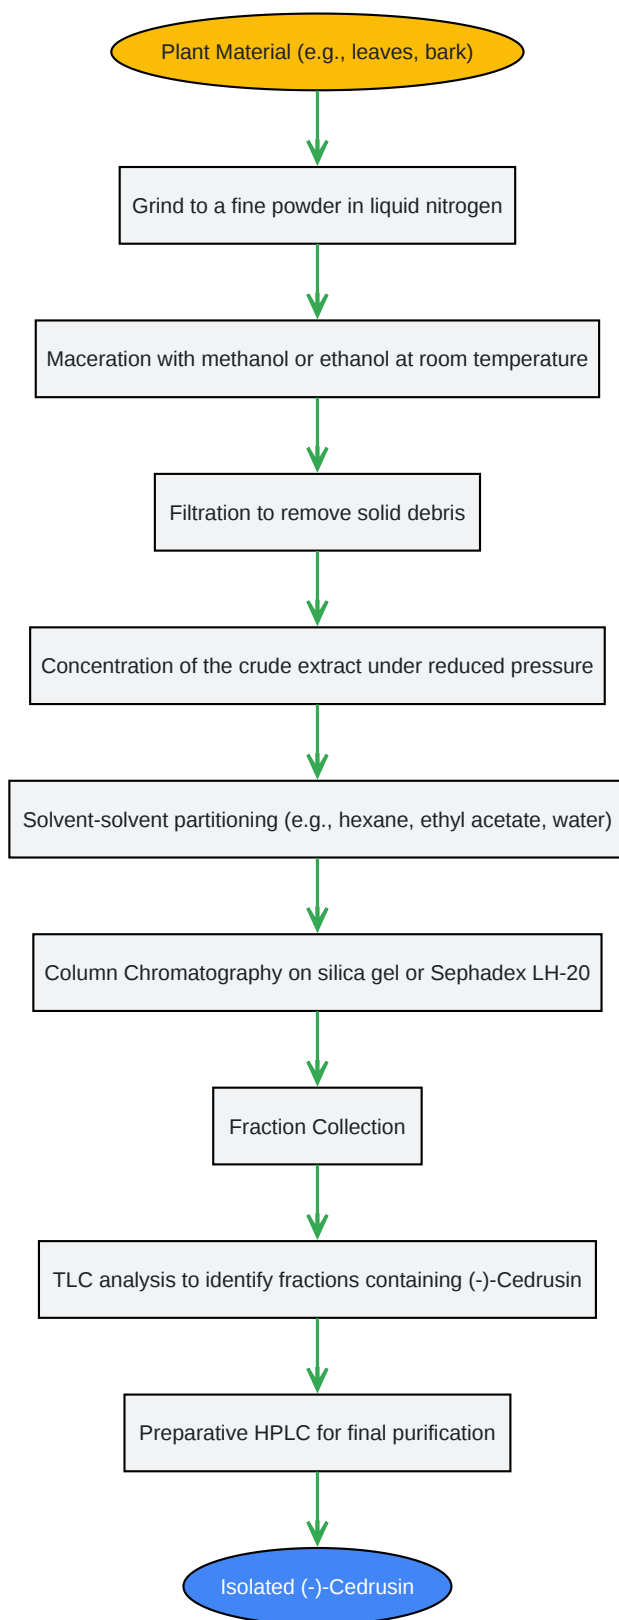 Plant Material (e.g., leaves, bark)
Grind to a fine powder in liquid nitrogen
Maceration with methanol or ethanol at room temperature
Filtration to remove solid debris
Concentration of the crude extract under reduced pressure
Solvent-solvent partitioning (e.g., hexane, ethyl acetate, water)
Column Chromatography on silica gel or Sephadex LH-20
Fraction Collection
TLC analysis to identify fractions containing (-)-Cedrusin
Preparative HPLC for final purification
Isolated (-)-Cedrusin